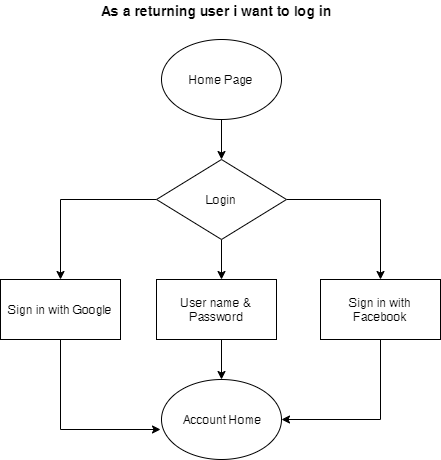 As a returning user i want to log in
Home Page
Login
Sign in with Google
User name &
Password
Sign in with
Facebook
Account Home